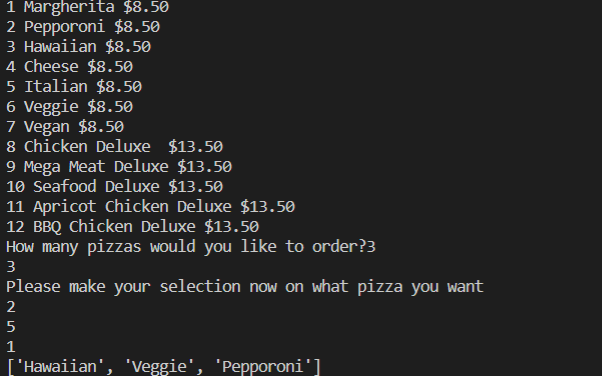 1 Margherita $8.50
2 Pepporoni $8.50
3 Hawaiian $8.50
4 Cheese $8.50
5 Italian $8.50
6 Veggie $8.50
7 Vegan $8.50
8 Chicken Deluxe  $13.50
9 Mega Meat Deluxe $13.50
10 Seafood Deluxe $13.50
11 Apricot Chicken Deluxe $13.50
12 BBQ Chicken Deluxe $13.50
How many pizzas would you like to order?3
3
Please make your selection now on what pizza you want
2
5
1
['Hawaiian', 'Veggie', 'Pepporoni']